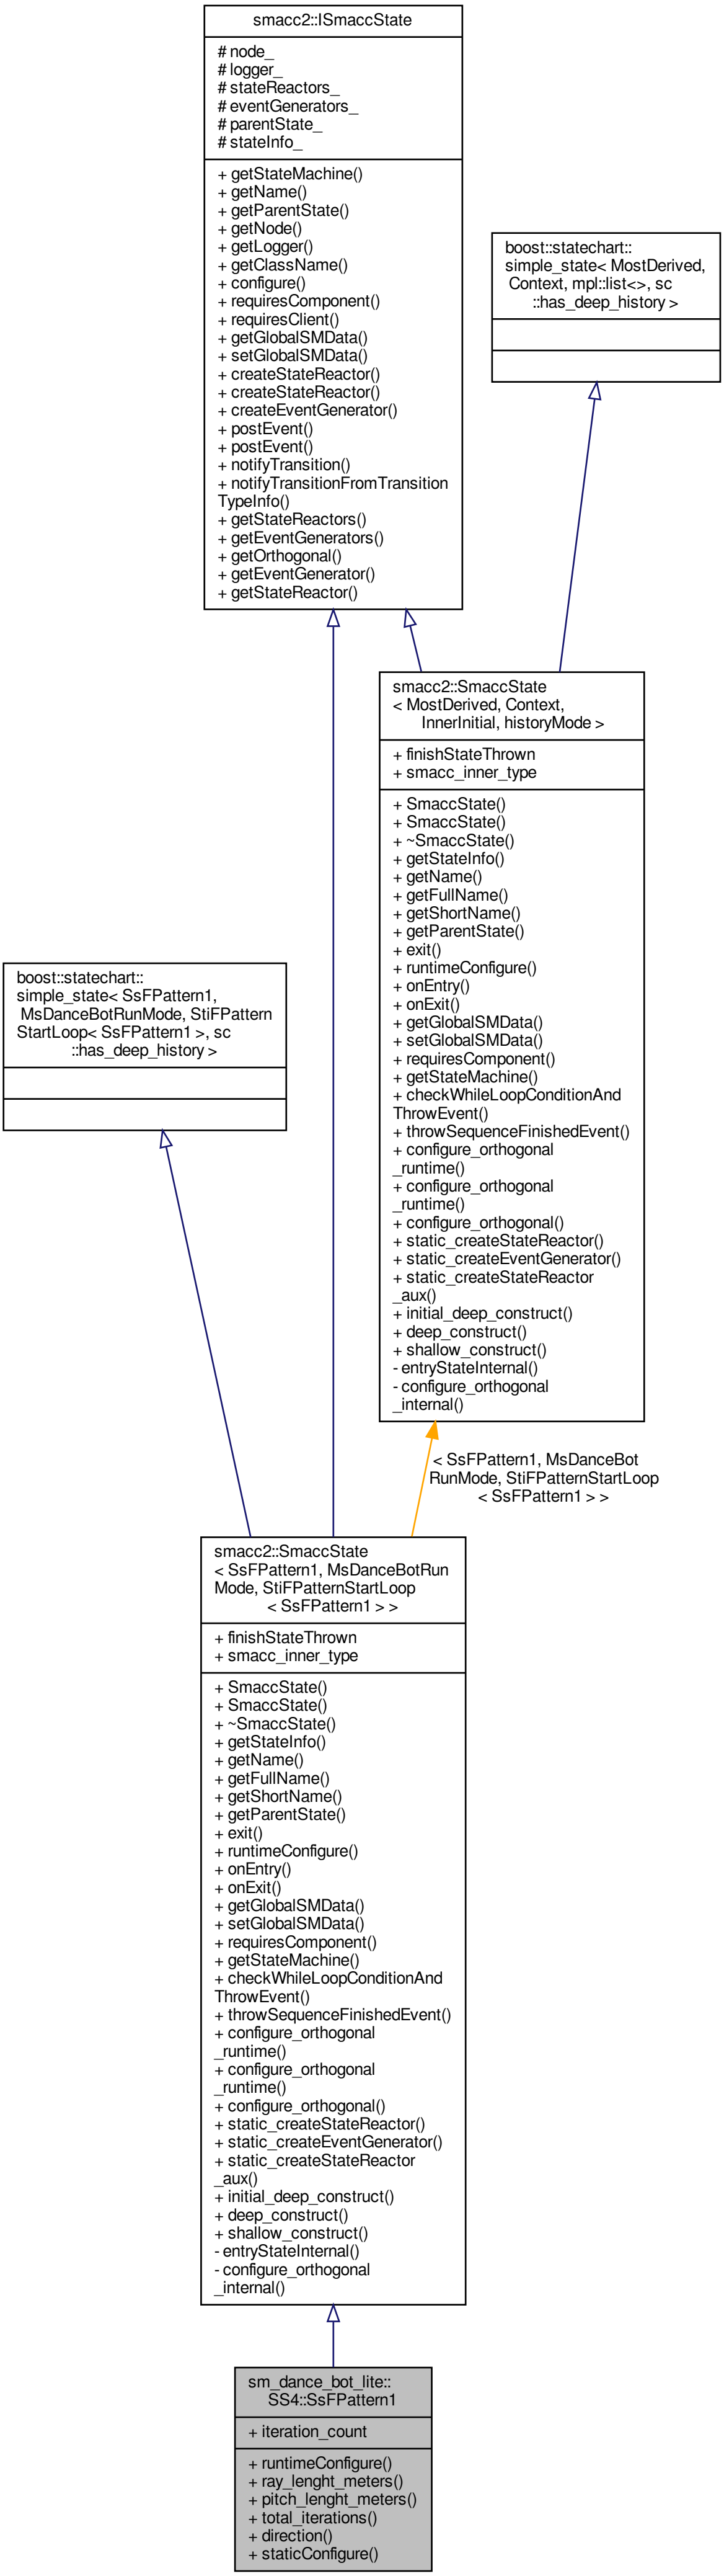 smacc2::ISmaccState
# node_
# logger_
# stateReactors_
# eventGenerators_
# parentState_
# stateInfo_
+ getStateMachine()
+ getName()
+ getParentState()
+ getNode()
+ getLogger()
+ getClassName()
+ configure()
+ requiresComponent()
+ requiresClient()
+ getGlobalSMData()
+ setGlobalSMData()
+ createStateReactor()
+ createStateReactor()
+ createEventGenerator()
+ postEvent()
+ postEvent()
+ notifyTransition()
+ notifyTransitionFromTransition
TypeInfo()
+ getStateReactors()
+ getEventGenerators()
+ getOrthogonal()
+ getEventGenerator()
+ getStateReactor()
boost::statechart::
simple_state< MostDerived,
Context, mpl::list<>, sc
::has_deep_history >
smacc2::SmaccState
< MostDerived, Context,
InnerInitial, historyMode >
+ finishStateThrown
+ smacc_inner_type
+ SmaccState()
+ SmaccState()
+ ~SmaccState()
+ getStateInfo()
+ getName()
+ getFullName()
+ getShortName()
+ getParentState()
+ exit()
+ runtimeConfigure()
+ onEntry()
+ onExit()
+ getGlobalSMData()
+ setGlobalSMData()
+ requiresComponent()
+ getStateMachine()
+ checkWhileLoopConditionAnd
ThrowEvent()
+ throwSequenceFinishedEvent()
+ configure_orthogonal
_runtime()
+ configure_orthogonal
_runtime()
+ configure_orthogonal()
+ static_createStateReactor()
+ static_createEventGenerator()
+ static_createStateReactor
_aux()
+ initial_deep_construct()
+ deep_construct()
+ shallow_construct()
- entryStateInternal()
- configure_orthogonal
_internal()
boost::statechart::
simple_state< SsFPattern1,
MsDanceBotRunMode, StiFPattern
StartLoop< SsFPattern1 >, sc
::has_deep_history >
< SsFPattern1, MsDanceBot
RunMode, StiFPatternStartLoop
< SsFPattern1 > >
smacc2::SmaccState
< SsFPattern1, MsDanceBotRun
Mode, StiFPatternStartLoop
< SsFPattern1 > >
+ finishStateThrown
+ smacc_inner_type
+ SmaccState()
+ SmaccState()
+ ~SmaccState()
+ getStateInfo()
+ getName()
+ getFullName()
+ getShortName()
+ getParentState()
+ exit()
+ runtimeConfigure()
+ onEntry()
+ onExit()
+ getGlobalSMData()
+ setGlobalSMData()
+ requiresComponent()
+ getStateMachine()
+ checkWhileLoopConditionAnd
ThrowEvent()
+ throwSequenceFinishedEvent()
+ configure_orthogonal
_runtime()
+ configure_orthogonal
_runtime()
+ configure_orthogonal()
+ static_createStateReactor()
+ static_createEventGenerator()
+ static_createStateReactor
_aux()
+ initial_deep_construct()
+ deep_construct()
+ shallow_construct()
- entryStateInternal()
- configure_orthogonal
_internal()
sm_dance_bot_lite::
SS4::SsFPattern1
+ iteration_count
+ runtimeConfigure()
+ ray_lenght_meters()
+ pitch_lenght_meters()
+ total_iterations()
+ direction()
+ staticConfigure()